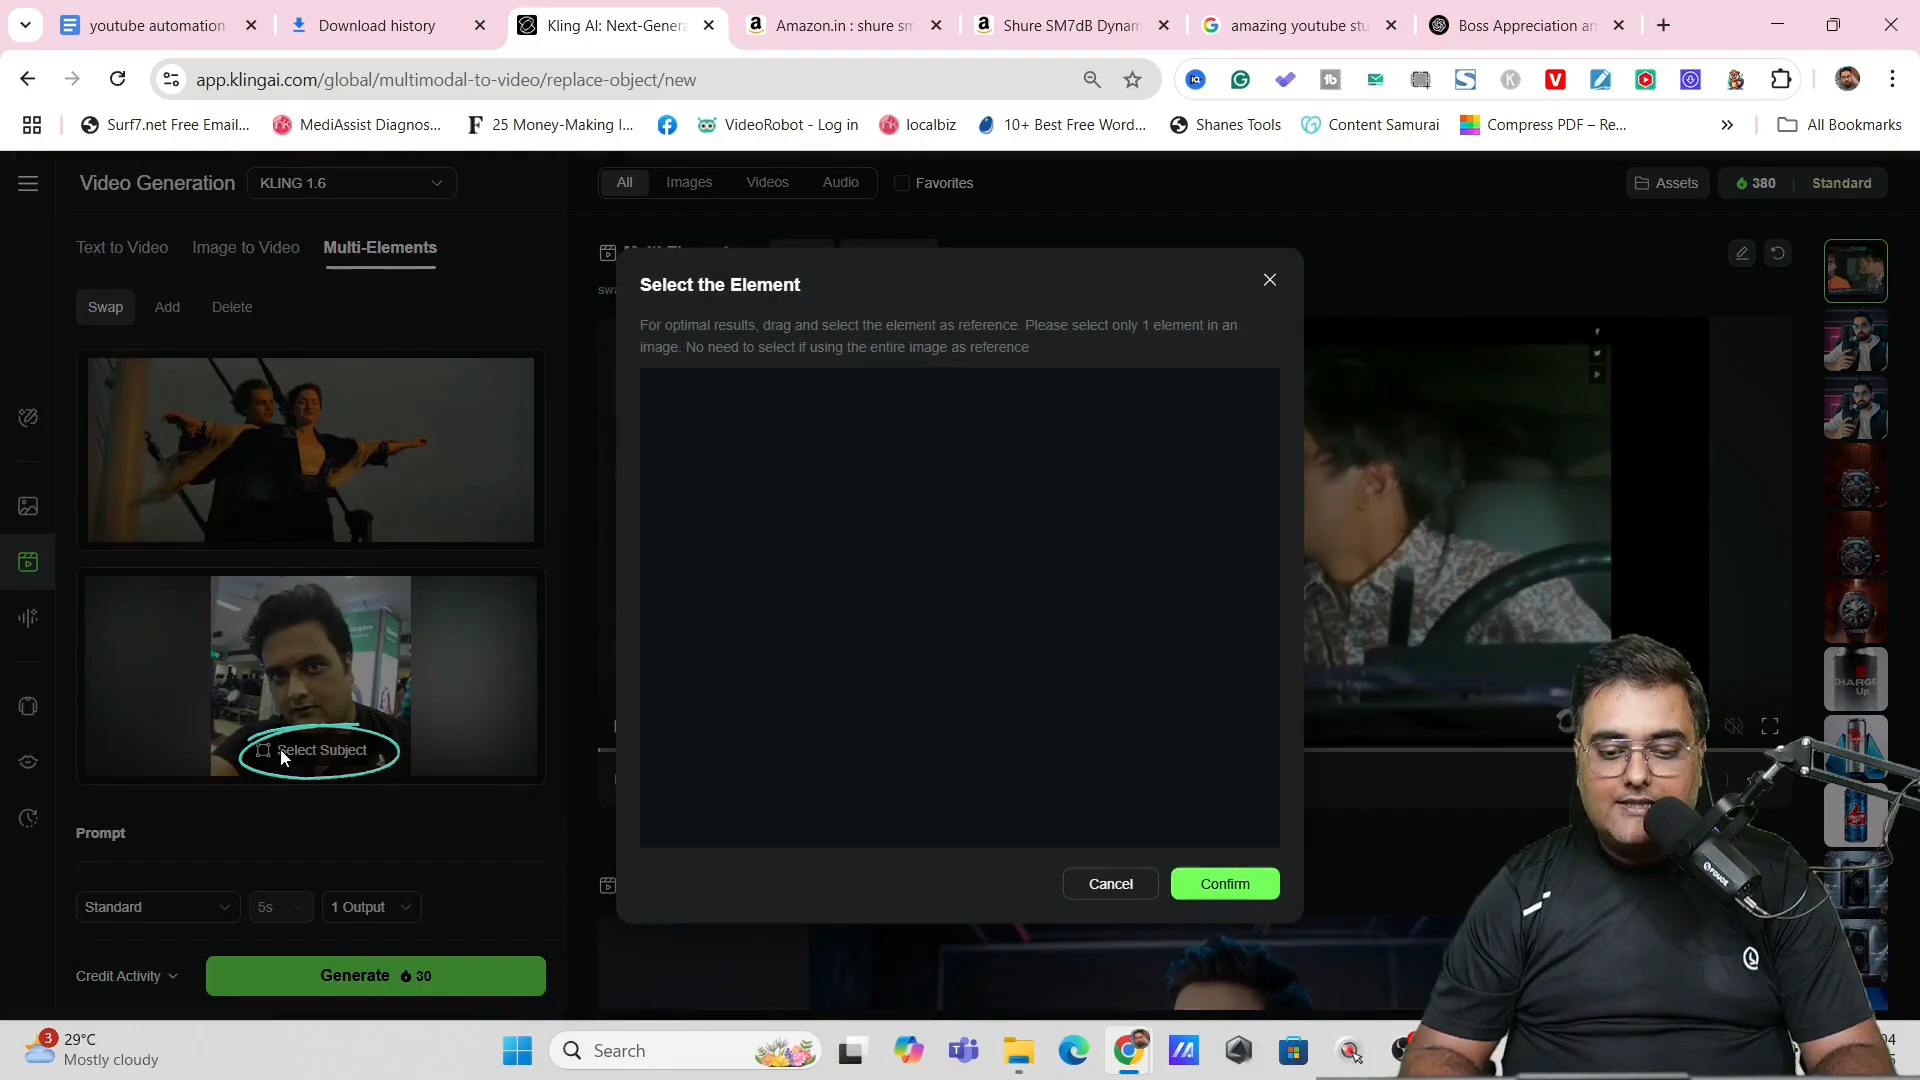 youtube automation
Download history
Kling AI: Next-Genera
Amazon.in : shure sm
Shure SM7dB Dynam
amazing youtube stu
Boss Appreciation an
app.klingai.com/global/multimodal-to-video/replace-object/new
Surf7.net Free Email...
MediAssist Diagnos...
25 Money-Making I...
VideoRobot - Log in
localbiz
10+ Best Free Word...
Shanes Tools
Content Samurai
Compress PDF – Re...
All Bookmarks
Video Generation
KLING 1.6
All
Images
Videos
Audio
Favorites
Assets
380
Standard
Text to Video
Image to Video
Multi-Elements
Swap
Add
Delete
Select the Element
For optimal results, drag and select the element as reference. Please select only 1 element in an
image. No need to select if using the entire image as reference
Select Subject
CHARGE
Up
Prompt
Standard
5s
1 Output
Cancel
Confirm
Credit Activity
Generate
30
3
29°C
Mostly cloudy
Search